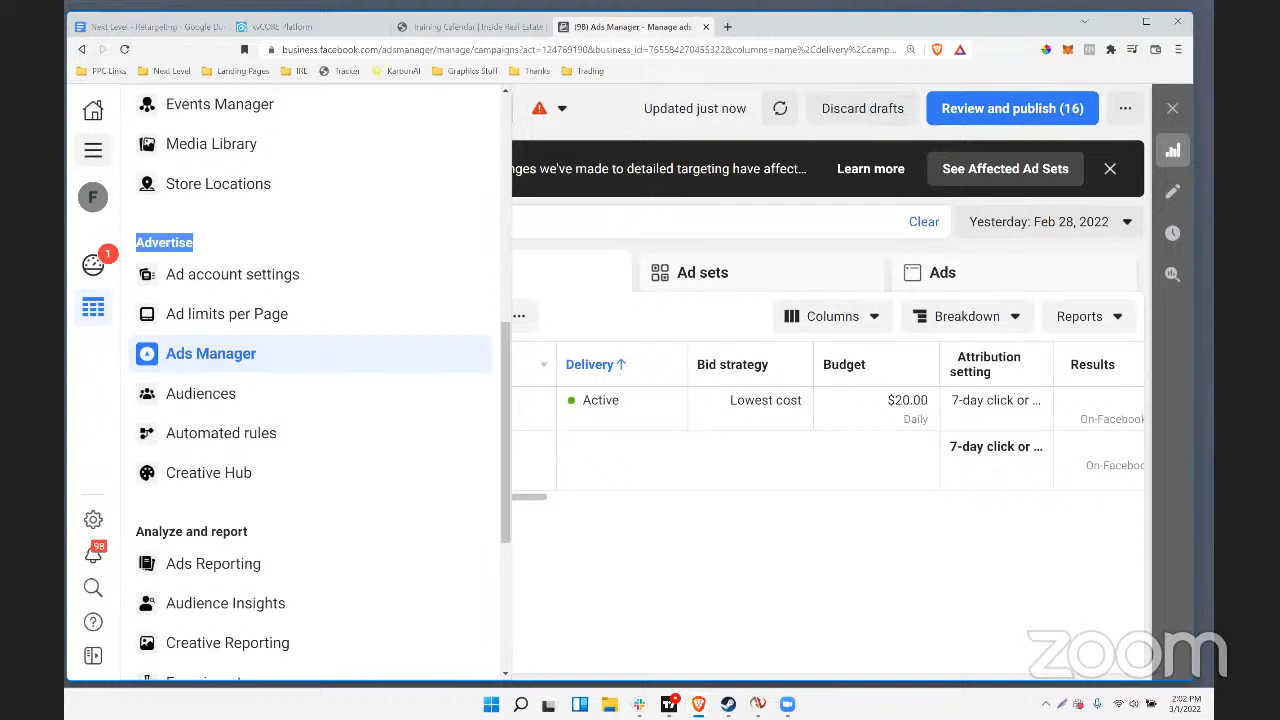 Next Level - Retargeting - Google Do
kvCORE Platform
Training Calendar | Inside Real Estate
(98) Ads Manager - Manage ads
business.facebook.com/adsmanager/manage/campaigns?act=124769190&business_id=765584270455322&columns=name%2Cdelivery%2Ccamp...
PPC Links
Next Level
Landing Pages
IRE
Tracker
KarbonAI
Graphics Stuff
Thanks
Trading
Events Manager
Media Library
Store Locations
F
1
Advertise
Ad account settings
Ad limits per Page
Ads Manager
Audiences
Automated rules
Creative Hub
Analyze and report
Ads Reporting
Audience Insights
Creative Reporting
98
Updated just now
Discard drafts
Review and publish (16)
nges we've made to detailed targeting have affect...
Learn more
See Affected Ad Sets
Clear
Yesterday: Feb 28, 2022
Ad sets
Ads
Columns
Breakdown
Reports
Delivery
Bid strategy
Budget
Attribution
setting
Results
Active
Lowest cost
$20.00
Daily
7-day click or ...
On-Facebook
7-day click or ...
On-Faceboo
zoom
2:02 PM
3/1/2022